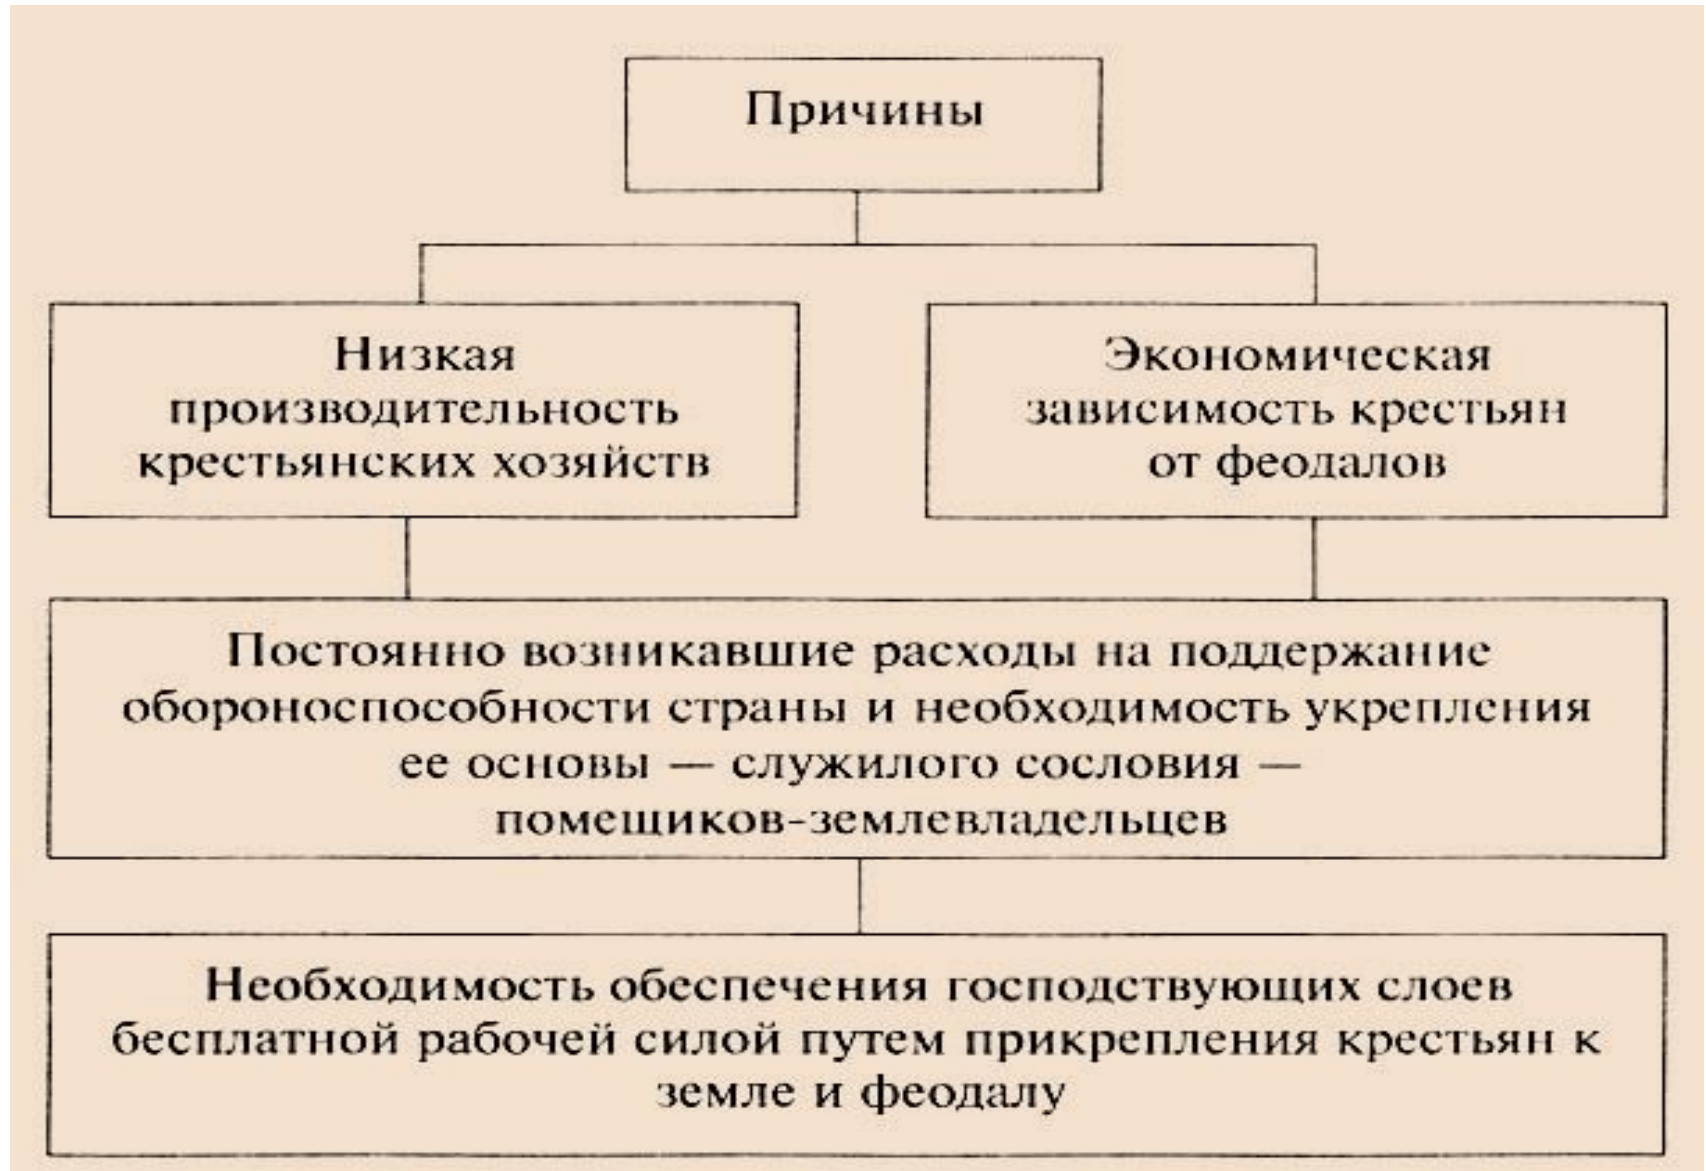 Причины
Низкая
производительность
крестьянских хозяйств
Экономическая
зависимость крестьян
от феодалов
Постоянно возникавшие расходы на поддержание
обороноспособности страны и необходимость укрепления
ее основы — служилого сословия —
помещиков-землевладельцев
Необходимость обеспечения господствующих слоев
бесплатной рабочей силой путем прикрепления крестьян к
земле и феодалу